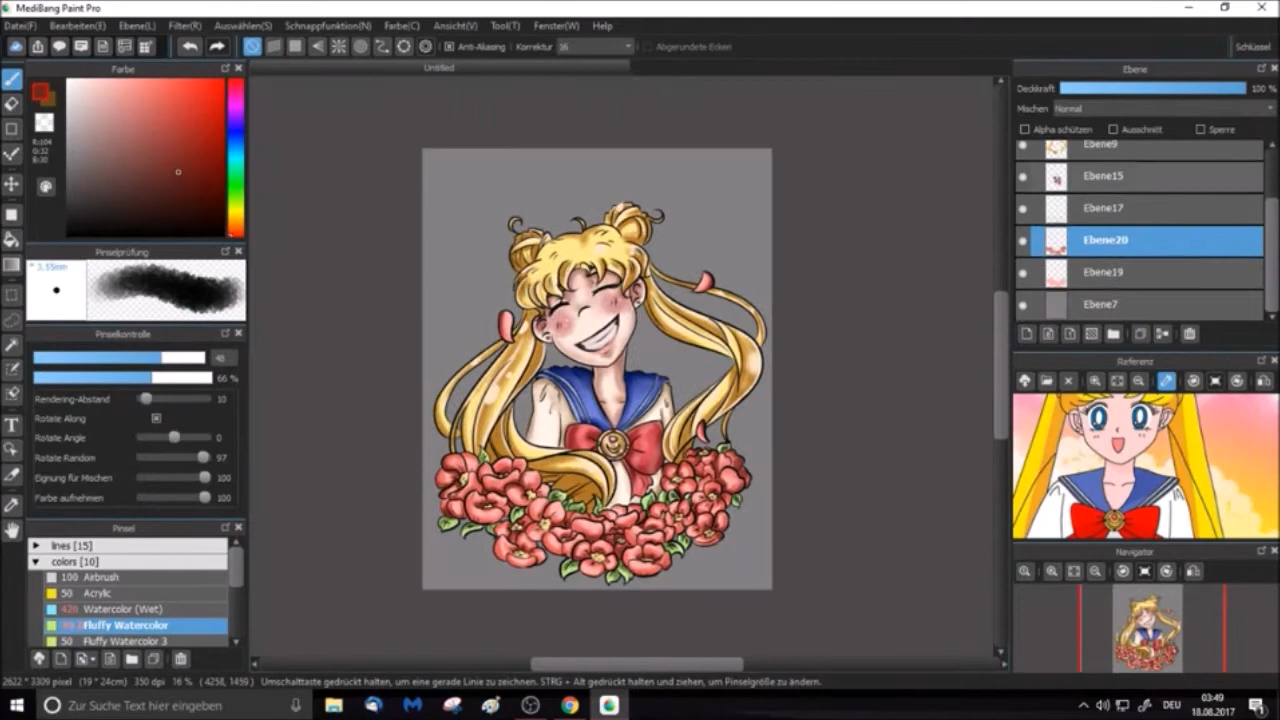 MediBang Paint Pro
Datei(F) Bearbeiten(E) Ebene(L) Filter(R) Auswählen(S) Schnappfunktion(N) Farbe(C) Ansicht(V) Tool(T) Fenster(W) Help
Anti-Aliasing Korrektur 16 Abgerundete Ecken Schlüssel
Untitled
Farbe
R:104
G:32
B:30
Pinselprüfung
3.55mm
Pinselkontrolle
48
66 %
Rendering-Abstand 10
Rotate Along
Rotate Angle 0
Rotate Random 97
Eignung für Mischen 100
Farbe aufnehmen 100
Pinsel
lines [15]
colors [10]
100 Airbrush
50 Acrylic
426 Watercolor (Wet)
Fluffy Watercolor
50 Fluffy Watercolor 3
Ebene
Deckkraft 100 %
Mischen Normal
Alpha schützen Ausschnitt Sperre
Ebene9
Ebene15
Ebene17
Ebene20
Ebene19
Ebene7
Referenz
Navigator
2622 * 3309 pixel (19 * 24cm) 350 dpi 16 % ( 4258, 1459 ) Umschalttaste gedrückt halten, um eine gerade Linie zu zeichnen. STRG + Alt gedrückt halten und ziehen, um Pinselgröße zu ändern.
Zur Suche Text hier eingeben
DEU
03:49
18.08.2017